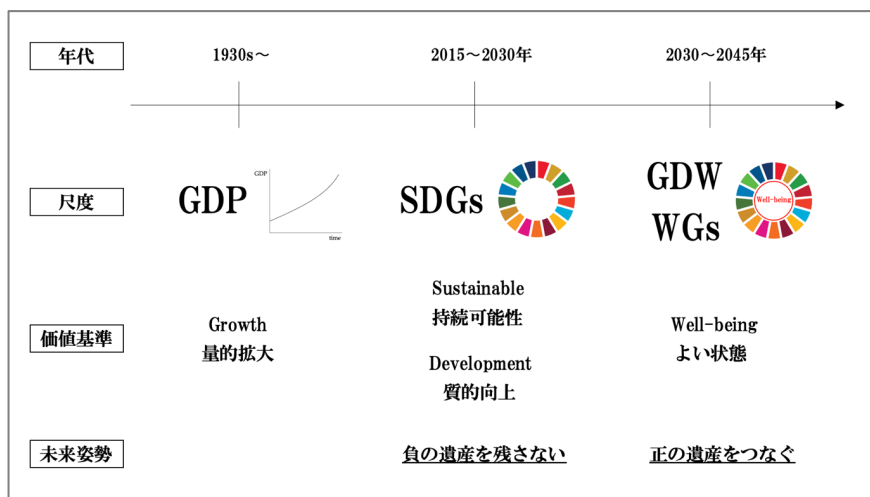 年代
1930s～
2015～2030年
2030～2045年
尺度
GDP
GDP
time
SDGs
GDW
WGs
Well-being
価値基準
Growth
量的拡大
Sustainable
持続可能性
Development
質的向上
Well-being
よい状態
未来姿勢
負の遺産を残さない
正の遺産をつなぐ